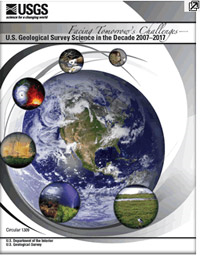 USGS
science for a changing world
Facing Tomorrow's Challenges—
U.S. Geological Survey Science in the Decade 2007–2017
Circular 1309
U.S. Department of the Interior
U.S. Geological Survey